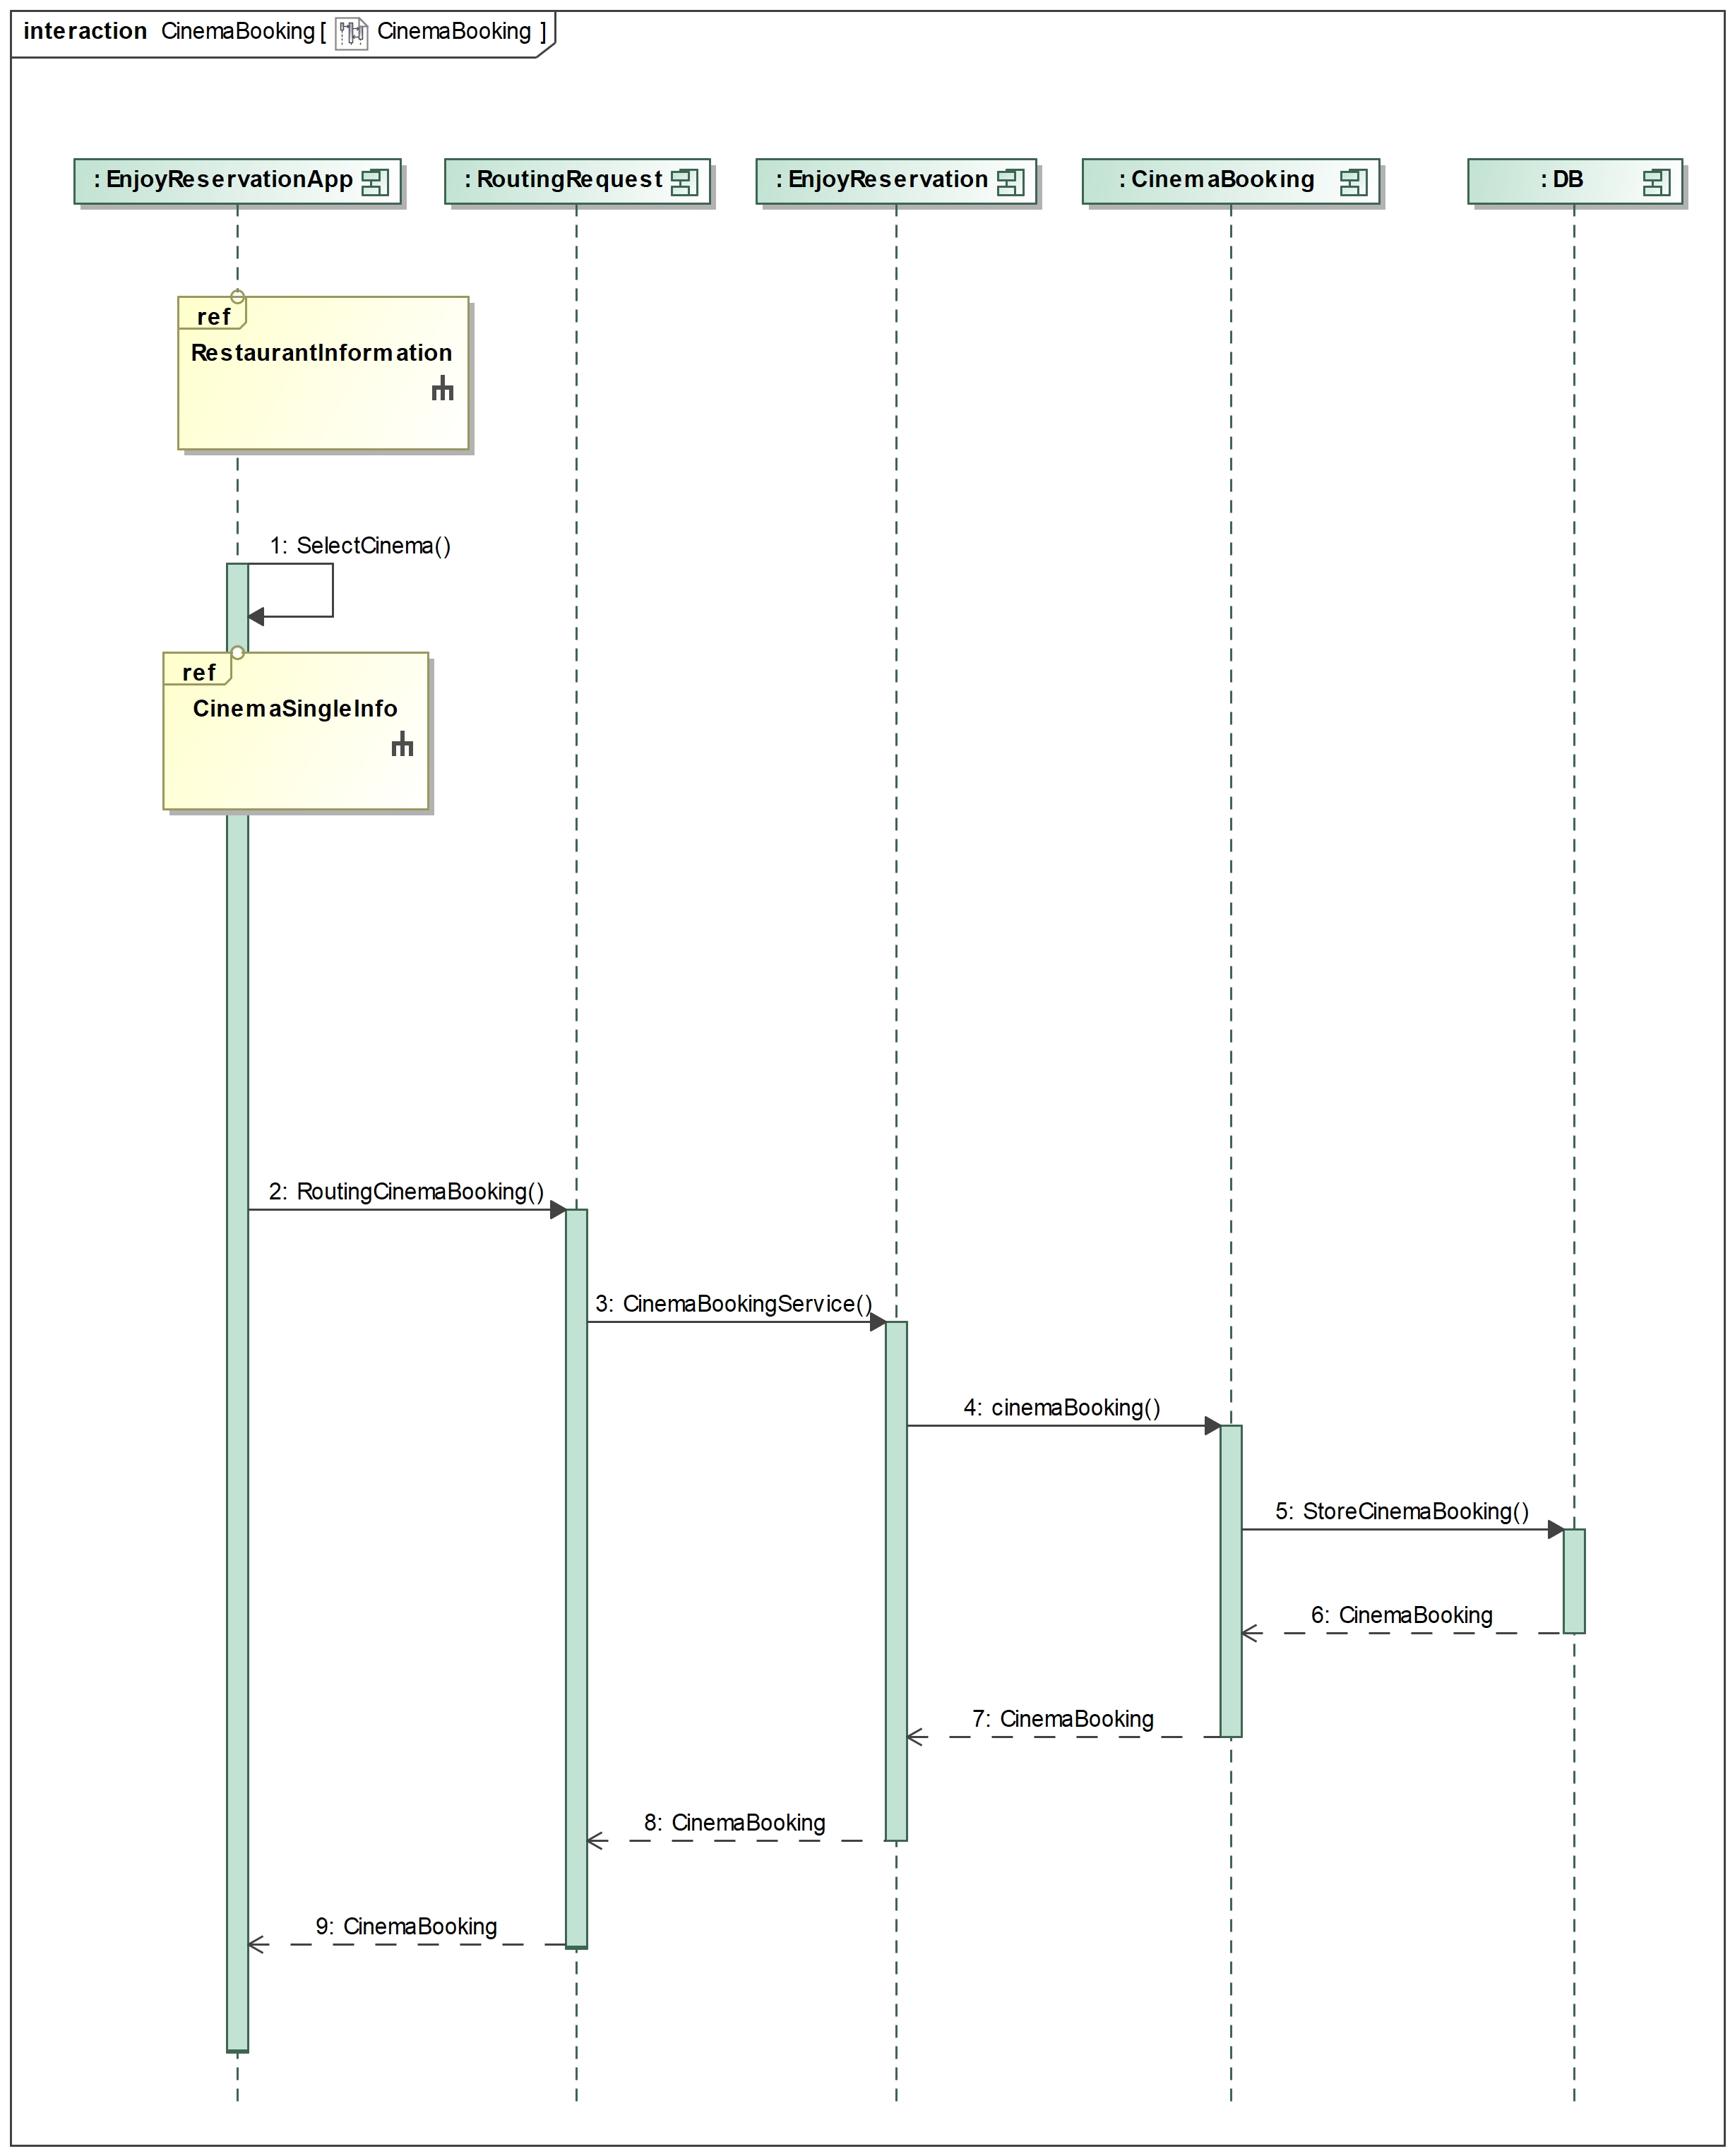 interaction CinemaBooking [ CinemaBooking ]
: EnjoyReservationApp
: RoutingRequest
: EnjoyReservation
: CinemaBooking
: DB
ref
RestaurantInformation
1: SelectCinema()
ref
CinemaSingleInfo
2: RoutingCinemaBooking()
3: CinemaBookingService()
4: cinemaBooking()
5: StoreCinemaBooking()
6: CinemaBooking
7: CinemaBooking
8: CinemaBooking
9: CinemaBooking